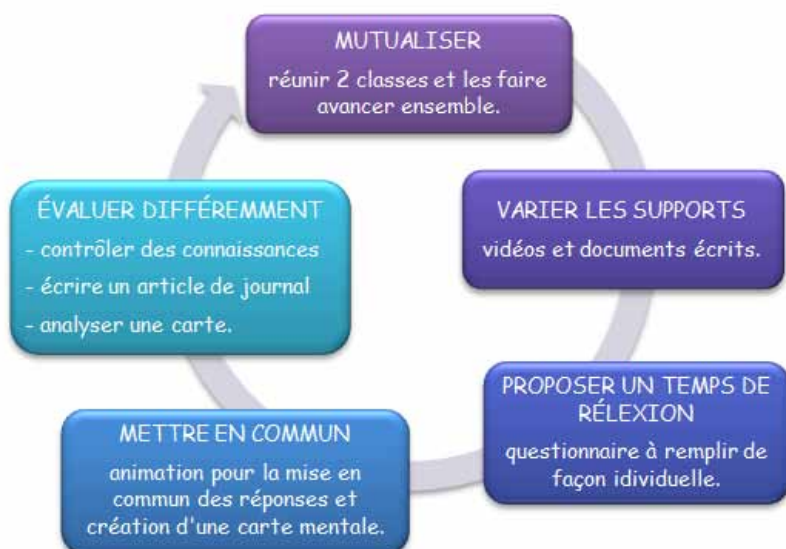 MUTUALISER
réunir 2 classes et les faire
avancer ensemble.
VARIER LES SUPPORTS
vidéos et documents écrits.
PROPOSER UN TEMPS DE
RÉLEXION
questionnaire à remplir de
façon idividuelle.
METTRE EN COMMUN
animation pour la mise en
commun des réponses et
création d'une carte mentale.
ÉVALUER DIFFÉREMMENT
- contrôler des connaissances
- écrire un article de journal
- analyser une carte.